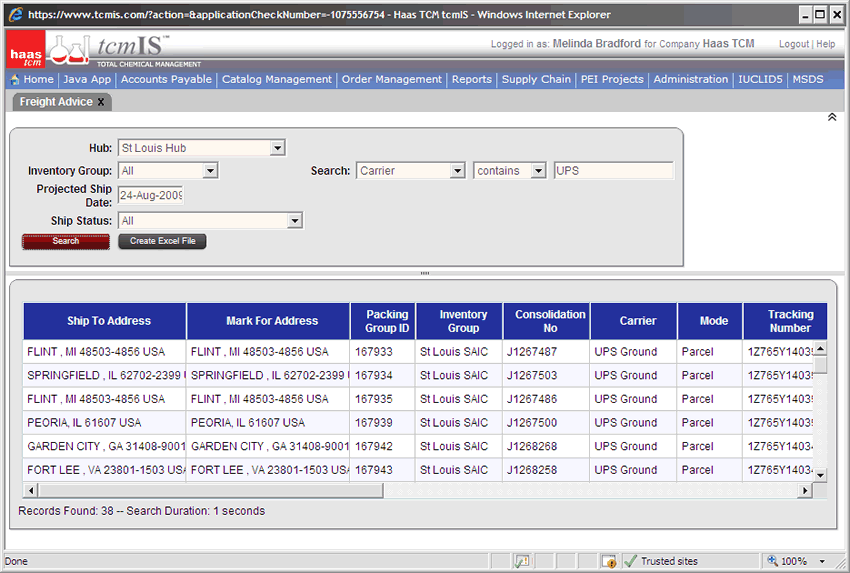 https://www.tcmis.com/?action=&applicationCheckNumber=-1075556754 - Haas TCM tcmIS - Windows Internet Explorer
haas tcm
tcmIS™
TOTAL CHEMICAL MANAGEMENT
Logged in as: Melinda Bradford for Company Haas TCM
Logout | Help
Home | Java App | Accounts Payable | Catalog Management | Order Management | Reports | Supply Chain | PEI Projects | Administration | IUCLID5 | MSDS
Freight Advice x
Hub: St Louis Hub
Inventory Group: All Search: Carrier contains UPS
Projected Ship Date: 24-Aug-2009
Ship Status: All
Search Create Excel File
Ship To Address Mark For Address Packing Group ID Inventory Group Consolidation No Carrier Mode Tracking Number
FLINT , MI 48503-4856 USA FLINT , MI 48503-4856 USA 167933 St Louis SAIC J1267487 UPS Ground Parcel 1Z765Y14039
SPRINGFIELD , IL 62702-2399 SPRINGFIELD , IL 62702-2399 167934 St Louis SAIC J1267503 UPS Ground Parcel 1Z765Y14039
FLINT , MI 48503-4856 USA FLINT , MI 48503-4856 USA 167935 St Louis SAIC J1267486 UPS Ground Parcel 1Z765Y14039
PEORIA, IL 61607 USA PEORIA, IL 61607 USA 167939 St Louis SAIC J1267500 UPS Ground Parcel 1Z765Y14039
GARDEN CITY , GA 31408-9001 GARDEN CITY , GA 31408-9001 167942 St Louis SAIC J1268268 UPS Ground Parcel 1Z765Y14034
FORT LEE , VA 23801-1503 USA FORT LEE , VA 23801-1503 USA 167943 St Louis SAIC J1268258 UPS Ground Parcel 1Z765Y14034
Records Found: 38 -- Search Duration: 1 seconds
Done Trusted sites 100%